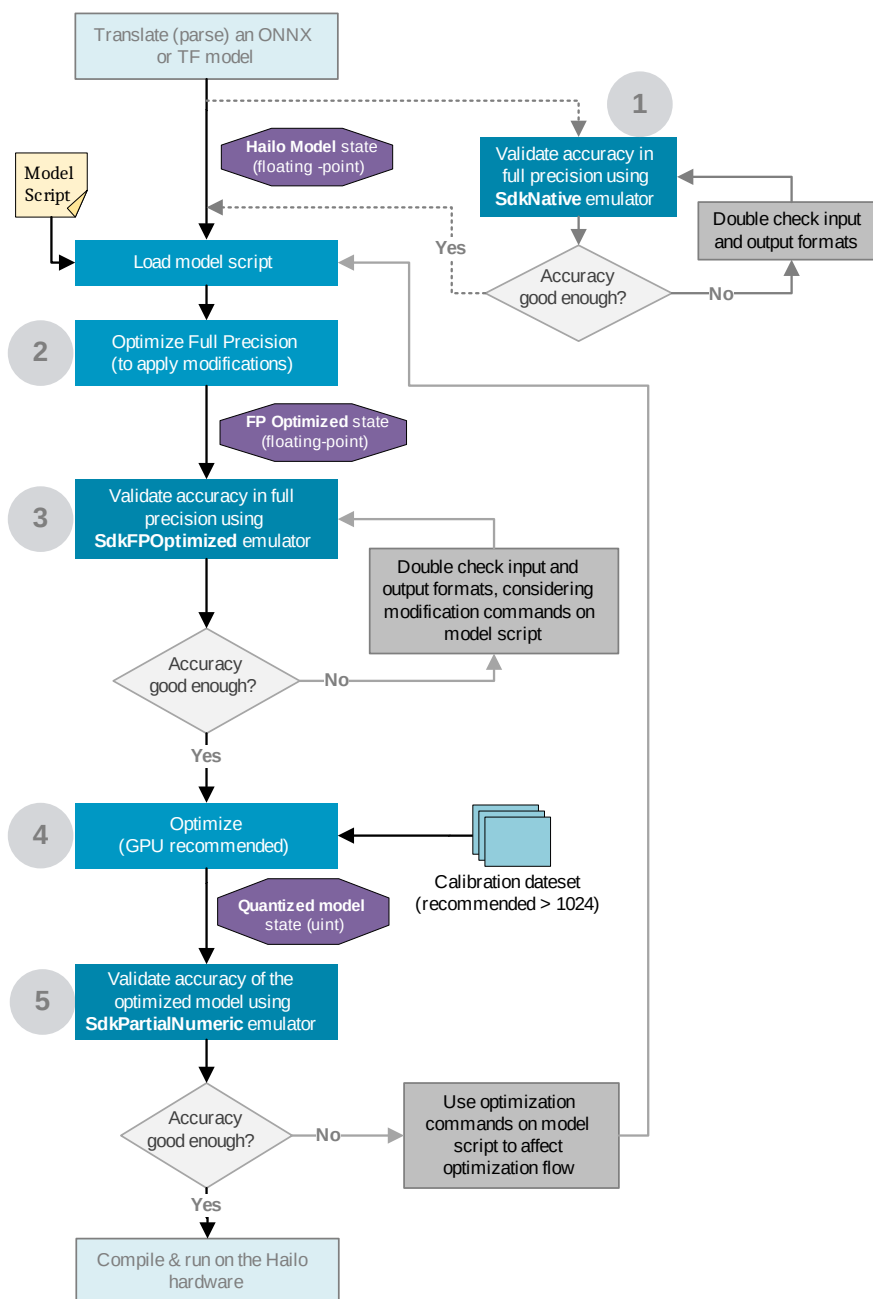 Translate (parse) an ONNX
or TF model
1
Hailo Model state
(floating -point)
Validate accuracy in
full precision using
SdkNative emulator
Model
Script
Double check input
and output formats
Yes
Load model script
Accuracy
good enough?
No
2
Optimize Full Precision
(to apply modifications)
FP Optimized state
(floating-point)
3
Validate accuracy in full
precision using
SdkFPOptimized emulator
Double check input and
output formats, considering
modification commands on
model script
Accuracy
good enough?
No
Yes
4
Optimize
(GPU recommended)
Calibration dateset
(recommended > 1024)
Quantized model
state (uint)
5
Validate accuracy of the
optimized model using
SdkPartialNumeric emulator
Accuracy
good enough?
No
Use optimization
commands on model
script to affect
optimization flow
Yes
Compile & run on the Hailo
hardware